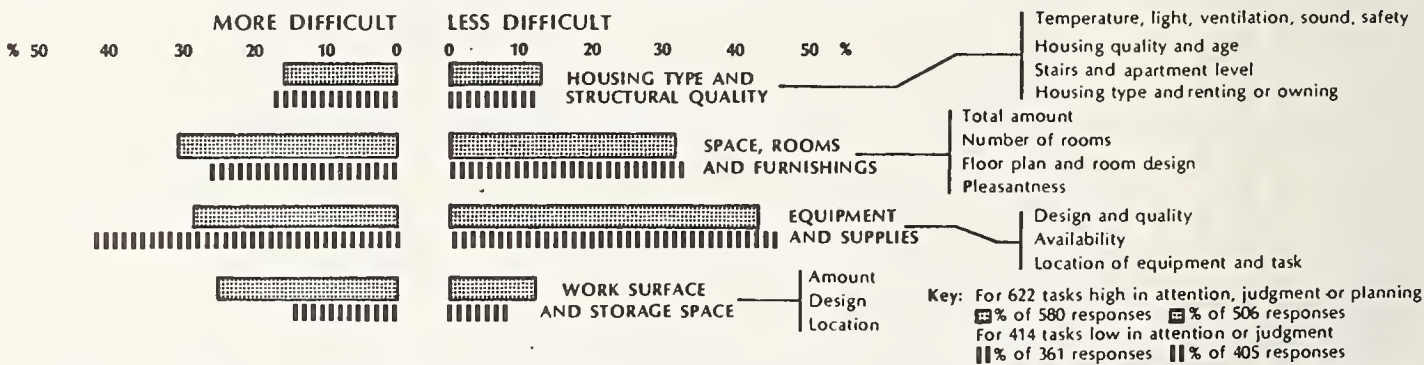 MORE DIFFICULT LESS DIFFICULT
% 50 40 30 20 10 0 0 10 20 30 40 50 %
HOUSING TYPE AND
STRUCTURAL QUALITY
Temperature, light, ventilation, sound, safety
Housing quality and age
Stairs and apartment level
Housing type and renting or owning
SPACE, ROOMS
AND FURNISHINGS
Total amount
Number of rooms
Floor plan and room design
Pleasantness
EQUIPMENT
AND SUPPLIES
Design and quality
Availability
Location of equipment and task
WORK SURFACE
AND STORAGE SPACE
Amount
Design
Location
Key: For 622 tasks high in attention, judgment or planning
% of 580 responses % of 506 responses
For 414 tasks low in attention or judgment
% of 361 responses % of 405 responses